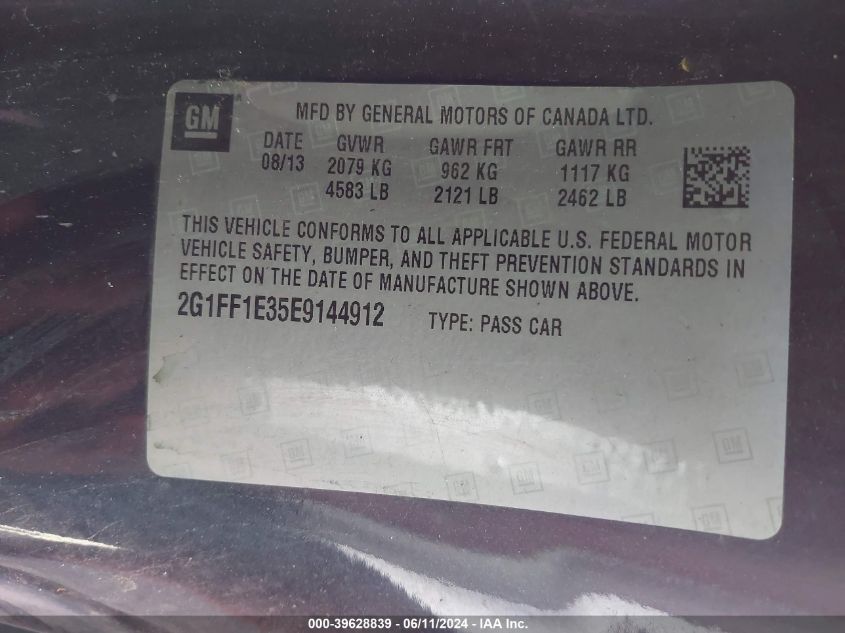 GM
MFD BY GENERAL MOTORS OF CANADA LTD.
DATE GVWR GAWR FRT GAWR RR
08/13 2079 KG 962 KG 1117 KG
4583 LB 2121 LB 2462 LB
THIS VEHICLE CONFORMS TO ALL APPLICABLE U.S. FEDERAL MOTOR
VEHICLE SAFETY, BUMPER, AND THEFT PREVENTION STANDARDS IN
EFFECT ON THE DATE OF MANUFACTURE SHOWN ABOVE.
2G1FF1E35E9144912 TYPE: PASS CAR
000-39628839 - 06/11/2024 - IAA Inc.